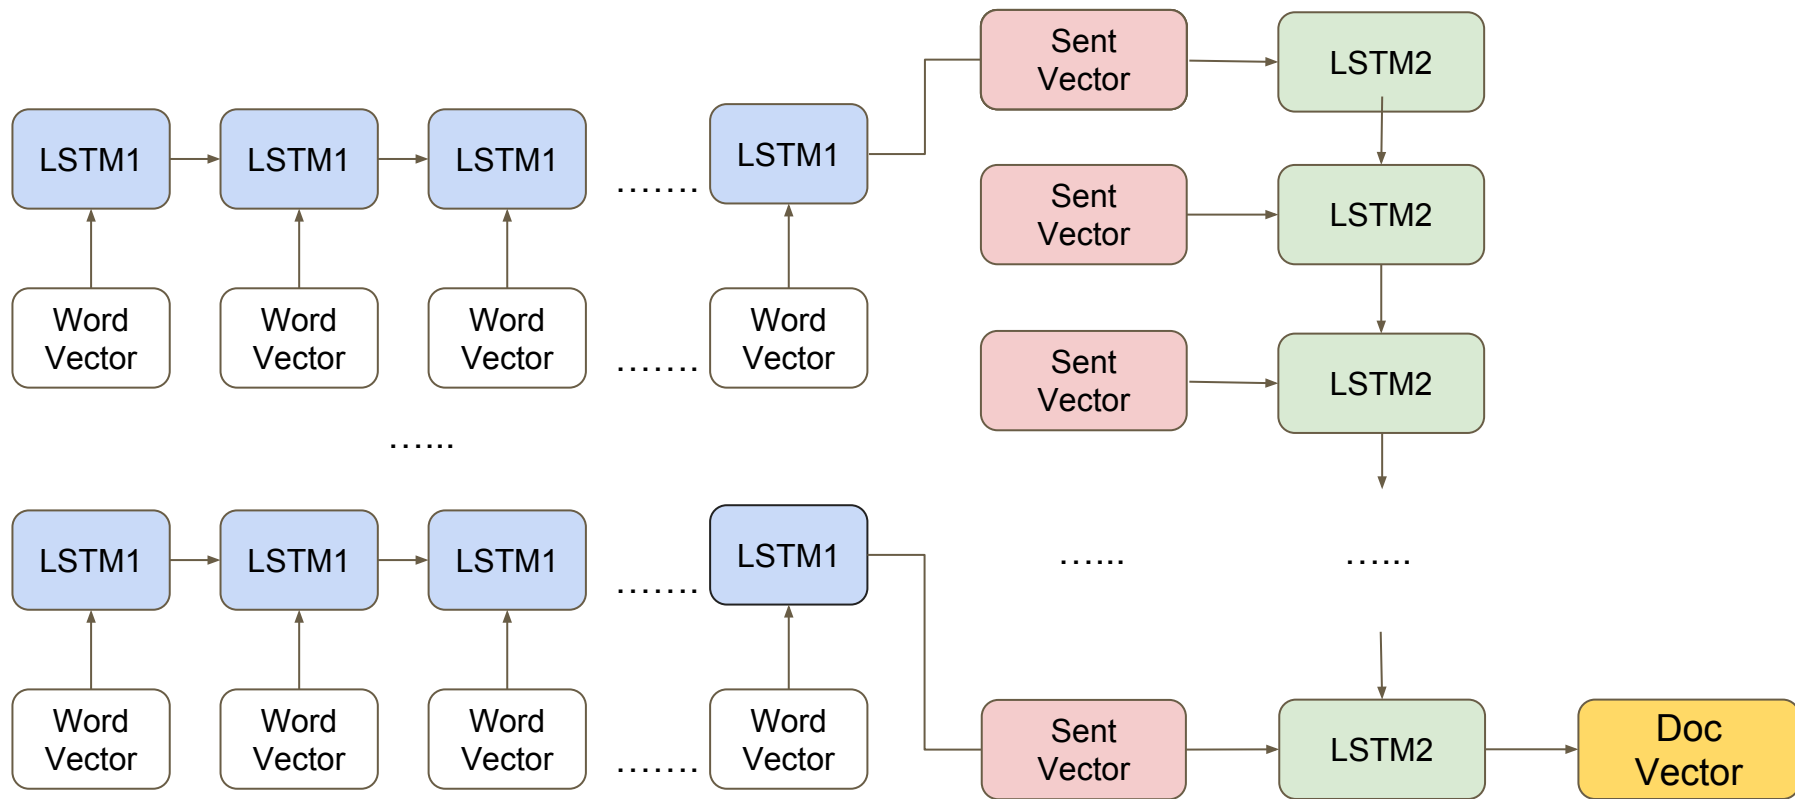 Sent
Vector
LSTM2
LSTM1
LSTM1
LSTM1
.......
LSTM1
Sent
Vector
LSTM2
Word
Vector
Word
Vector
Word
Vector
.......
Word
Vector
Sent
Vector
LSTM2
......
LSTM1
LSTM1
LSTM1
.......
LSTM1
......
......
Word
Vector
Word
Vector
Word
Vector
.......
Word
Vector
Sent
Vector
LSTM2
Doc
Vector